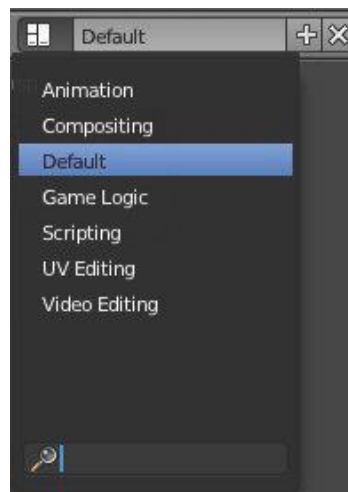 Default
Animation
Compositing
Default
Game Logic
Scripting
UV Editing
Video Editing